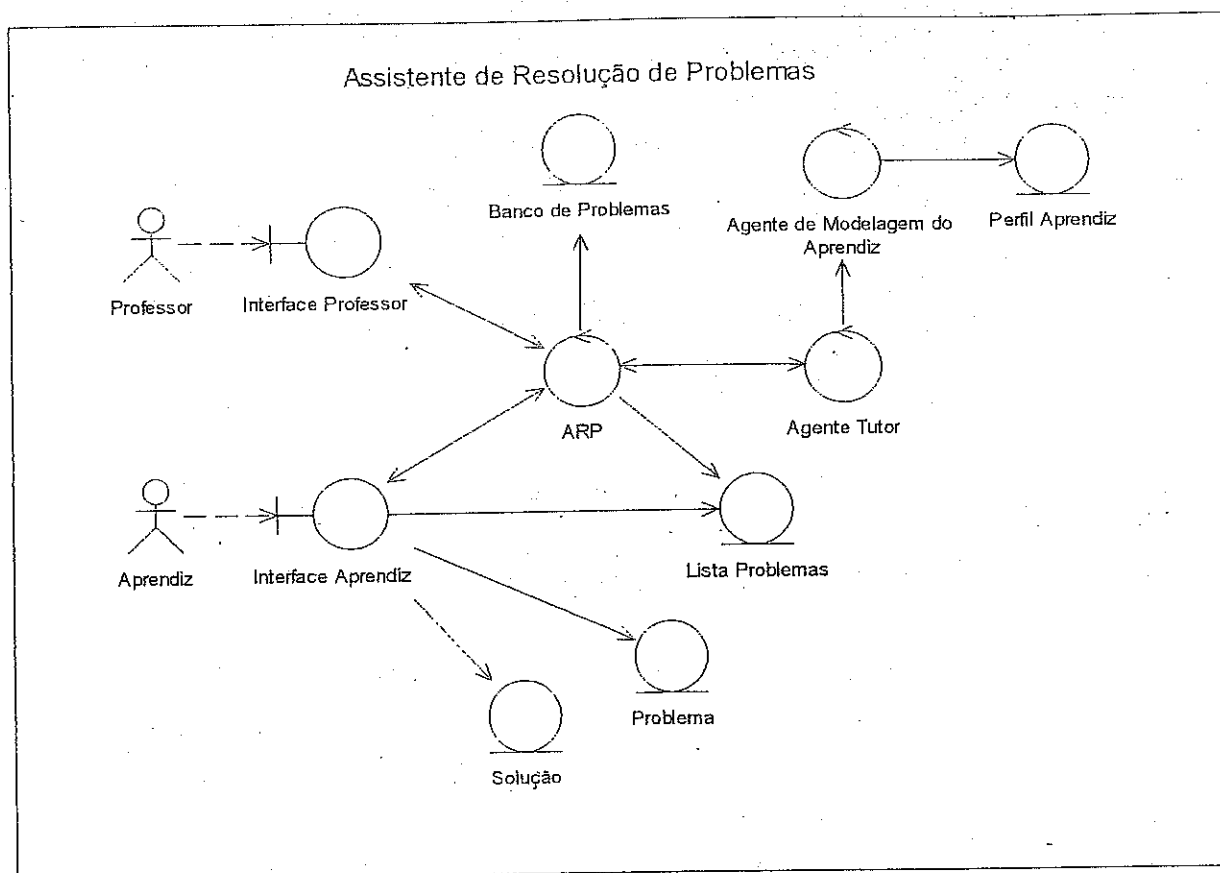 Assistente de Resolução de Problemas
Banco de Problemas
Agente de Modelagem do
Aprendiz
Perfil Aprendiz
Professor
Interface Professor
ARP
Agente Tutor
Aprendiz
Interface Aprendiz
Lista Problemas
Problema
Solução